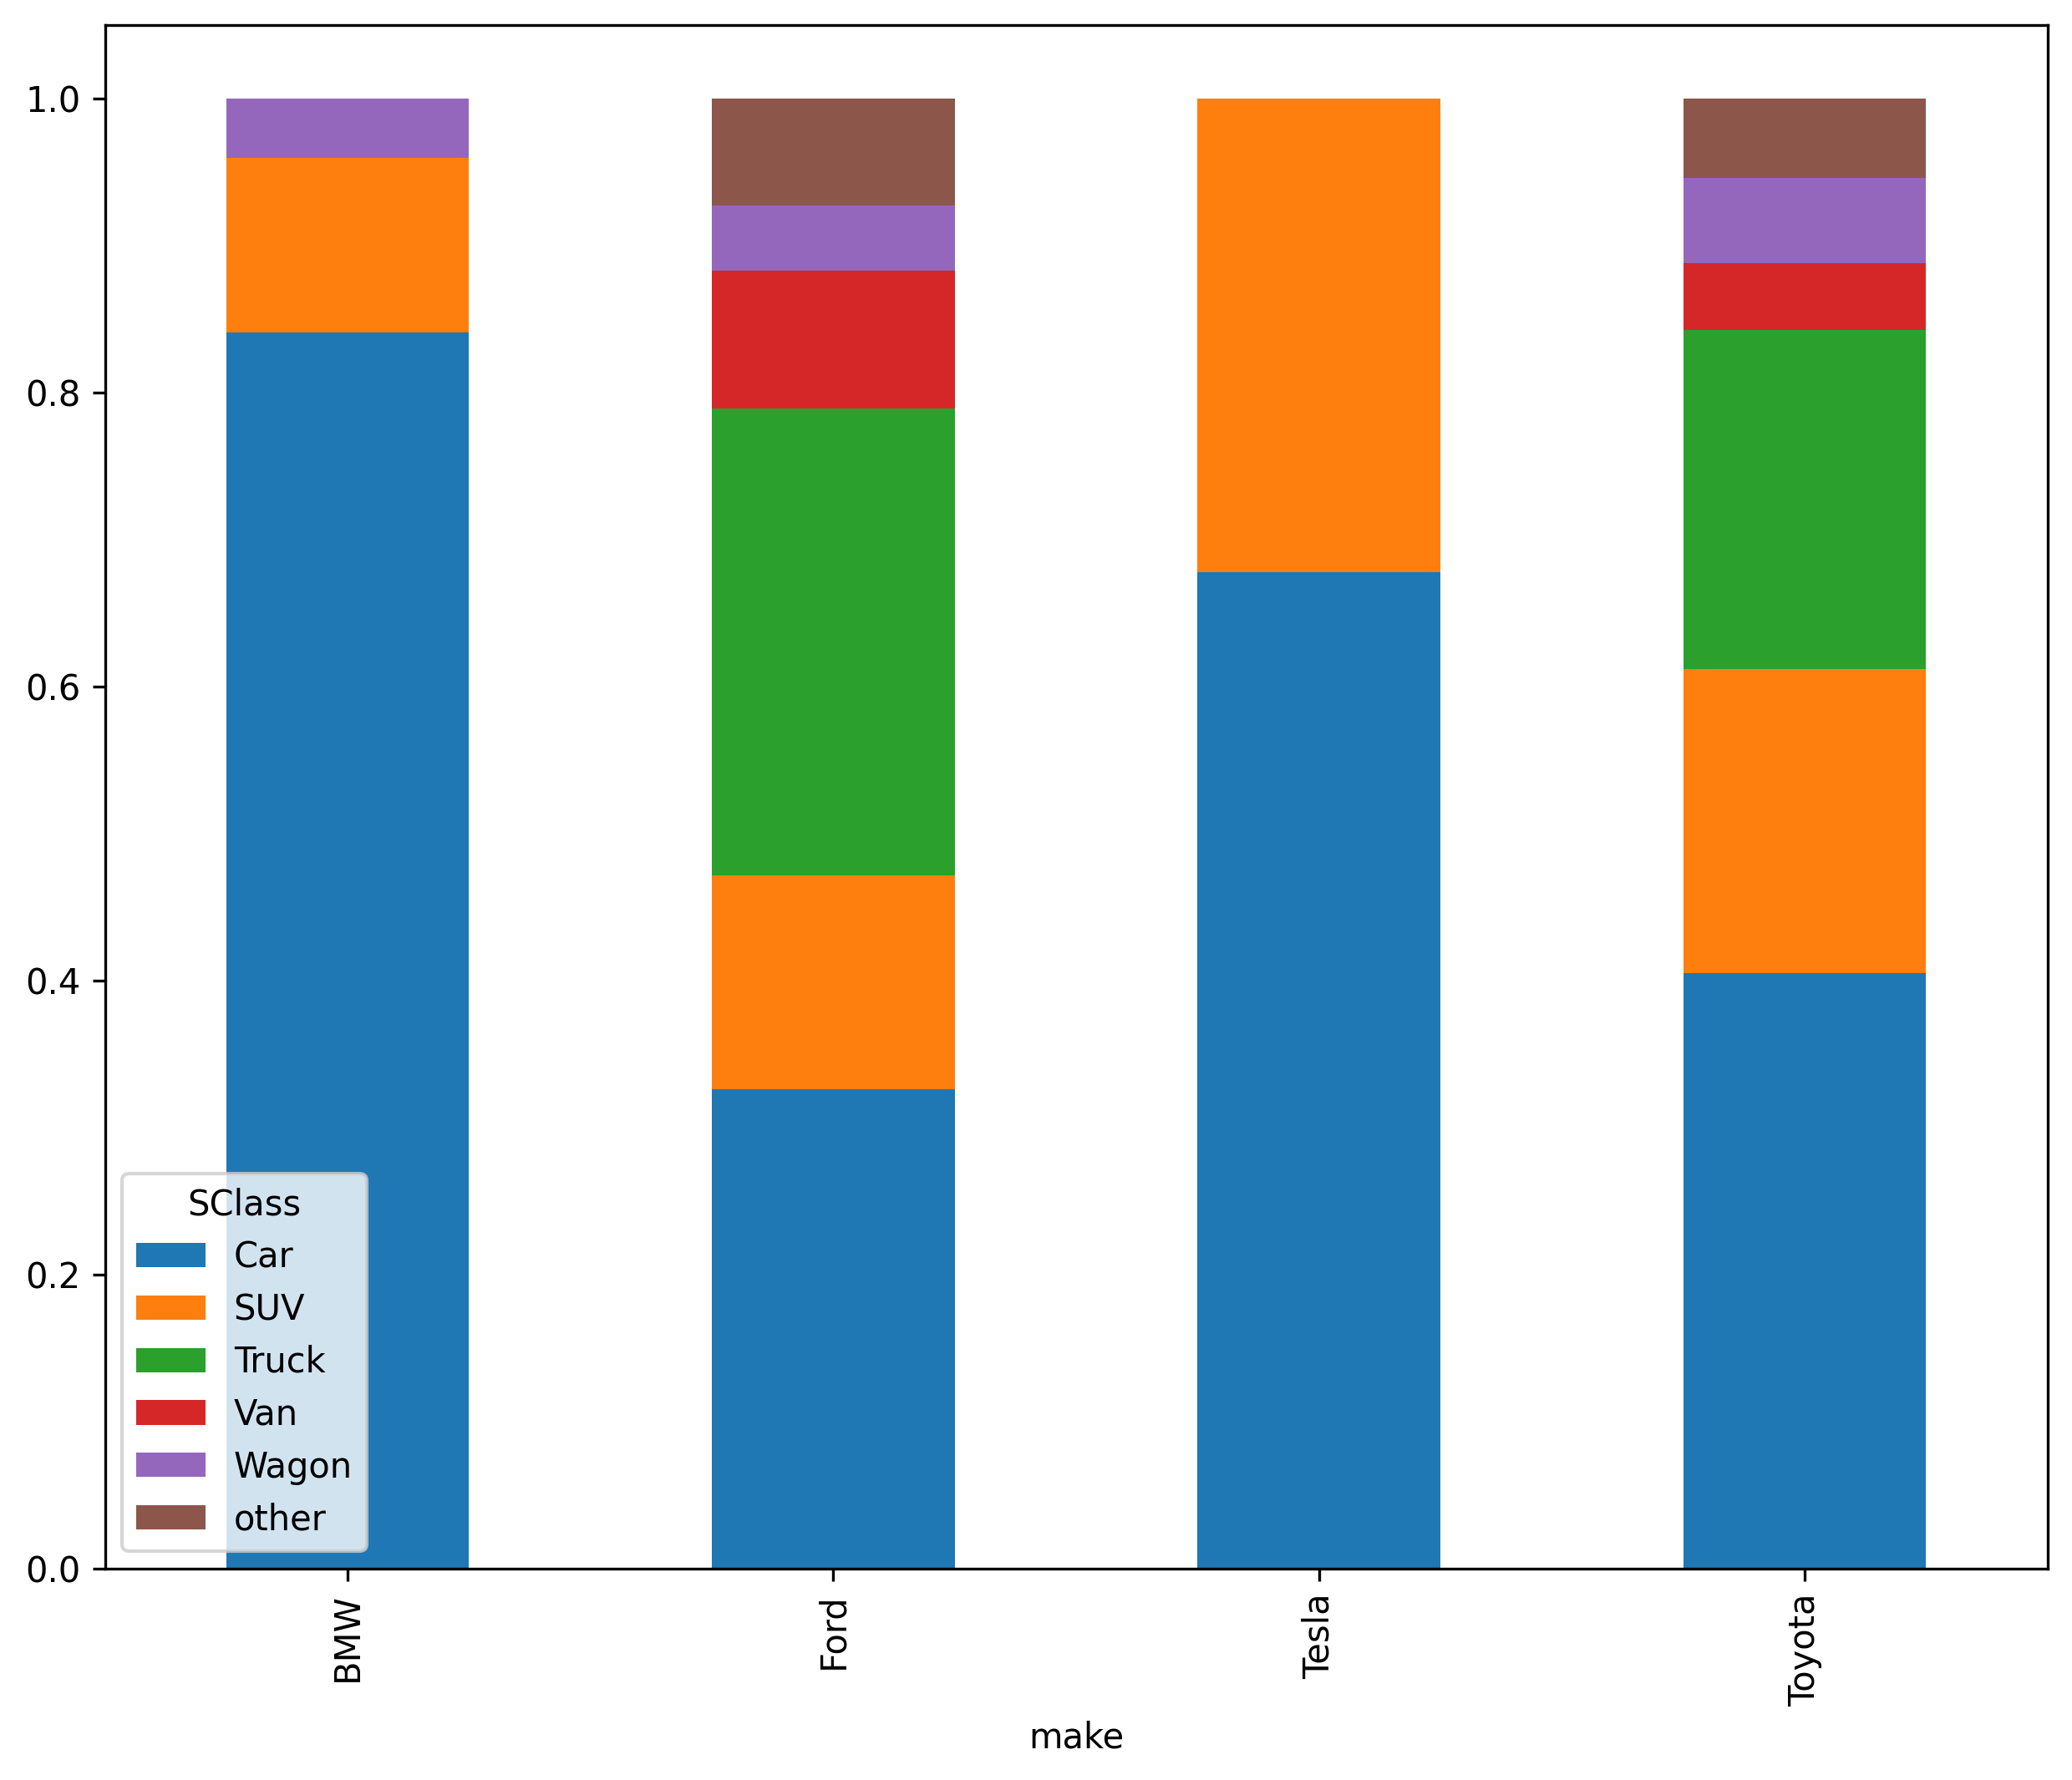 1.0
0.8
0.6
0.4
0.2
0.0
SClass
Car
SUV
Truck
Van
Wagon
other
BMW
Ford
Tesla
Toyota
make